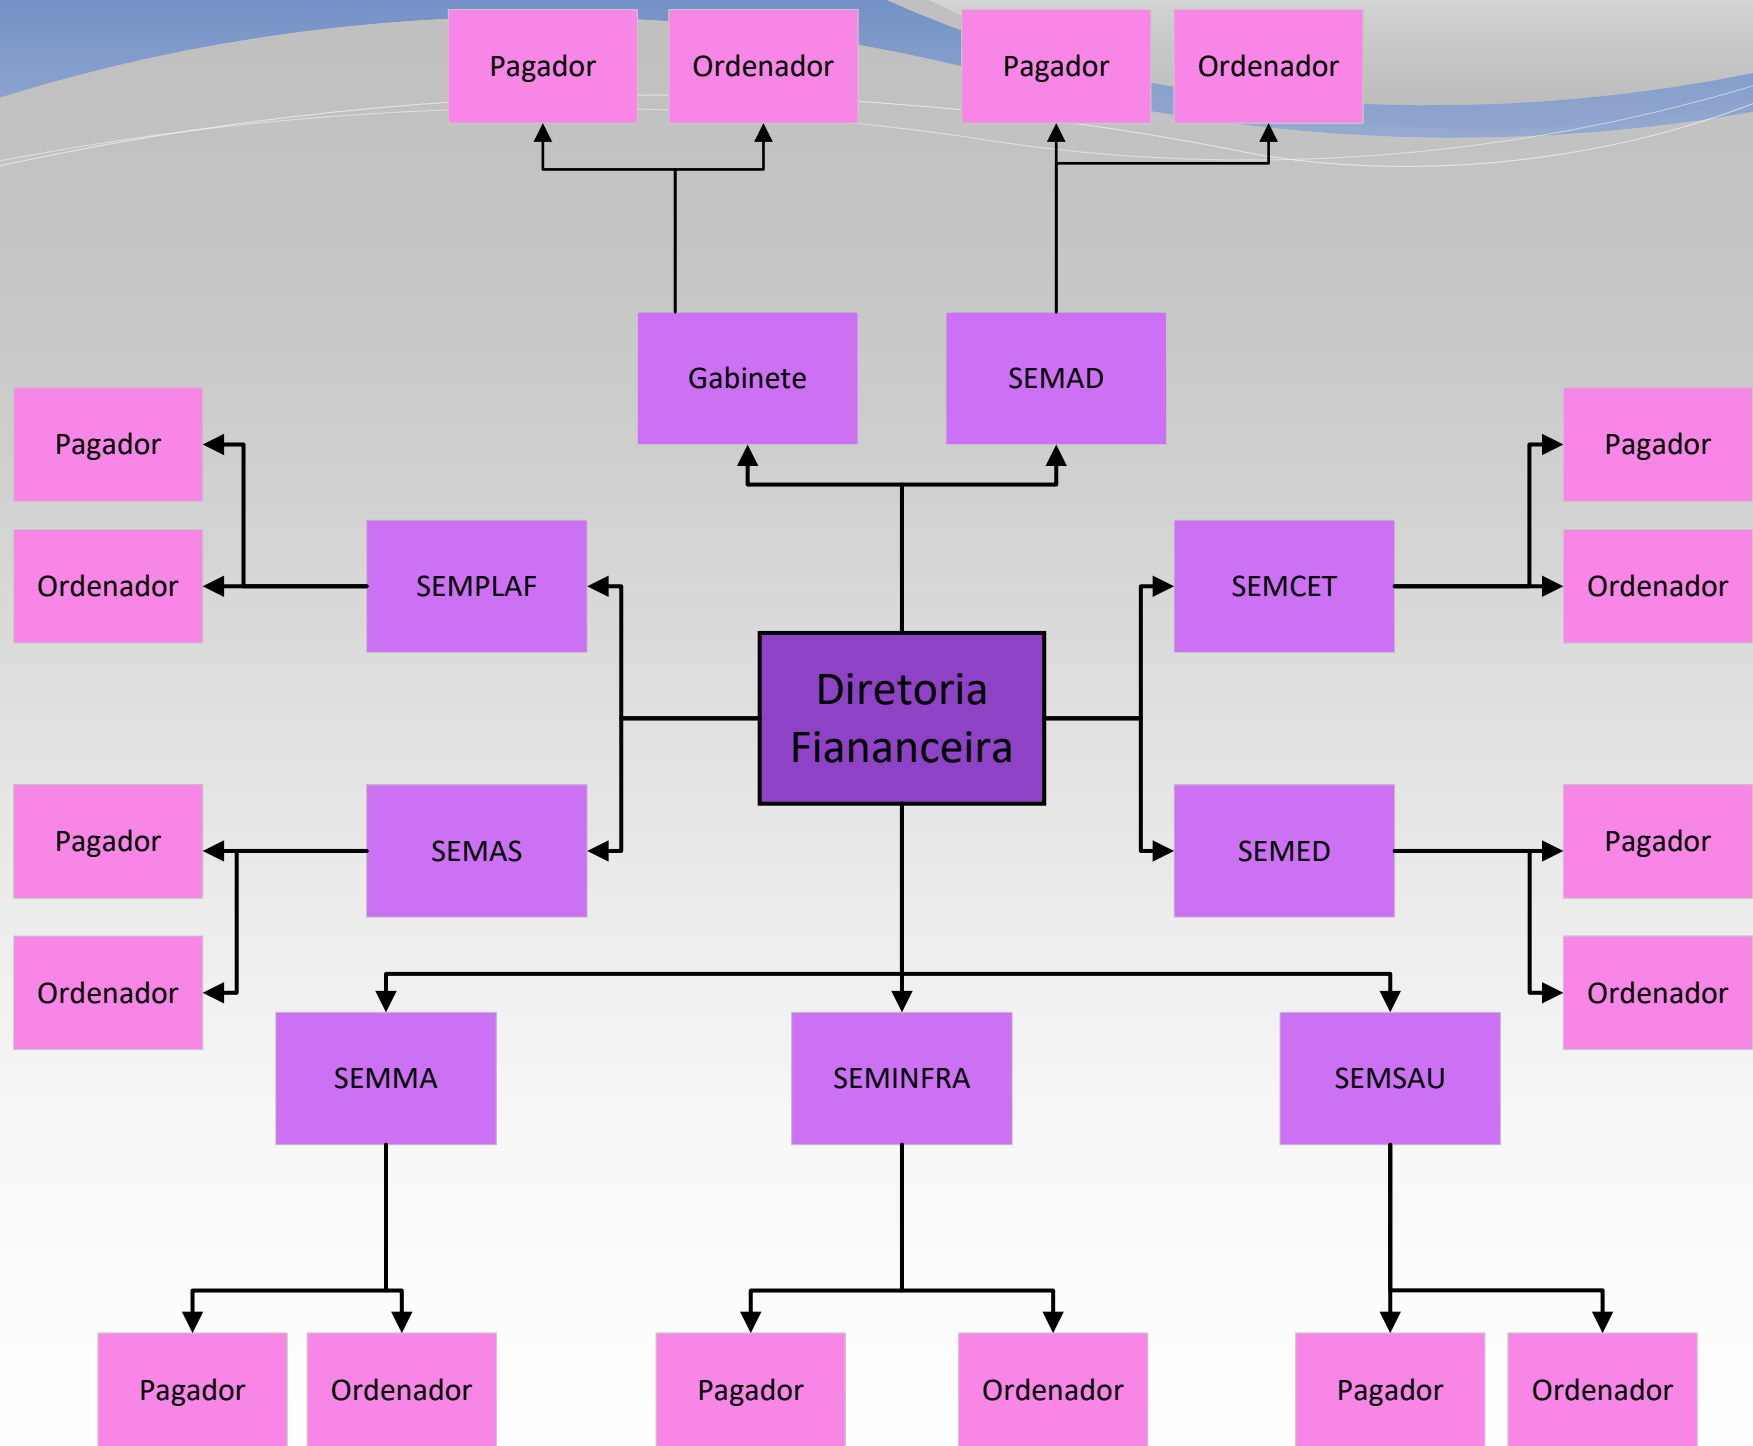 Pagador
Ordenador
Pagador
Ordenador
Gabinete
SEMAD
Pagador
Pagador
Ordenador
SEMPLAF
SEMCET
Ordenador
Diretoria
Fiananceira
Pagador
SEMAS
SEMED
Pagador
Ordenador
Ordenador
SEMMA
SEMINFRA
SEMSAU
Pagador
Ordenador
Pagador
Ordenador
Pagador
Ordenador